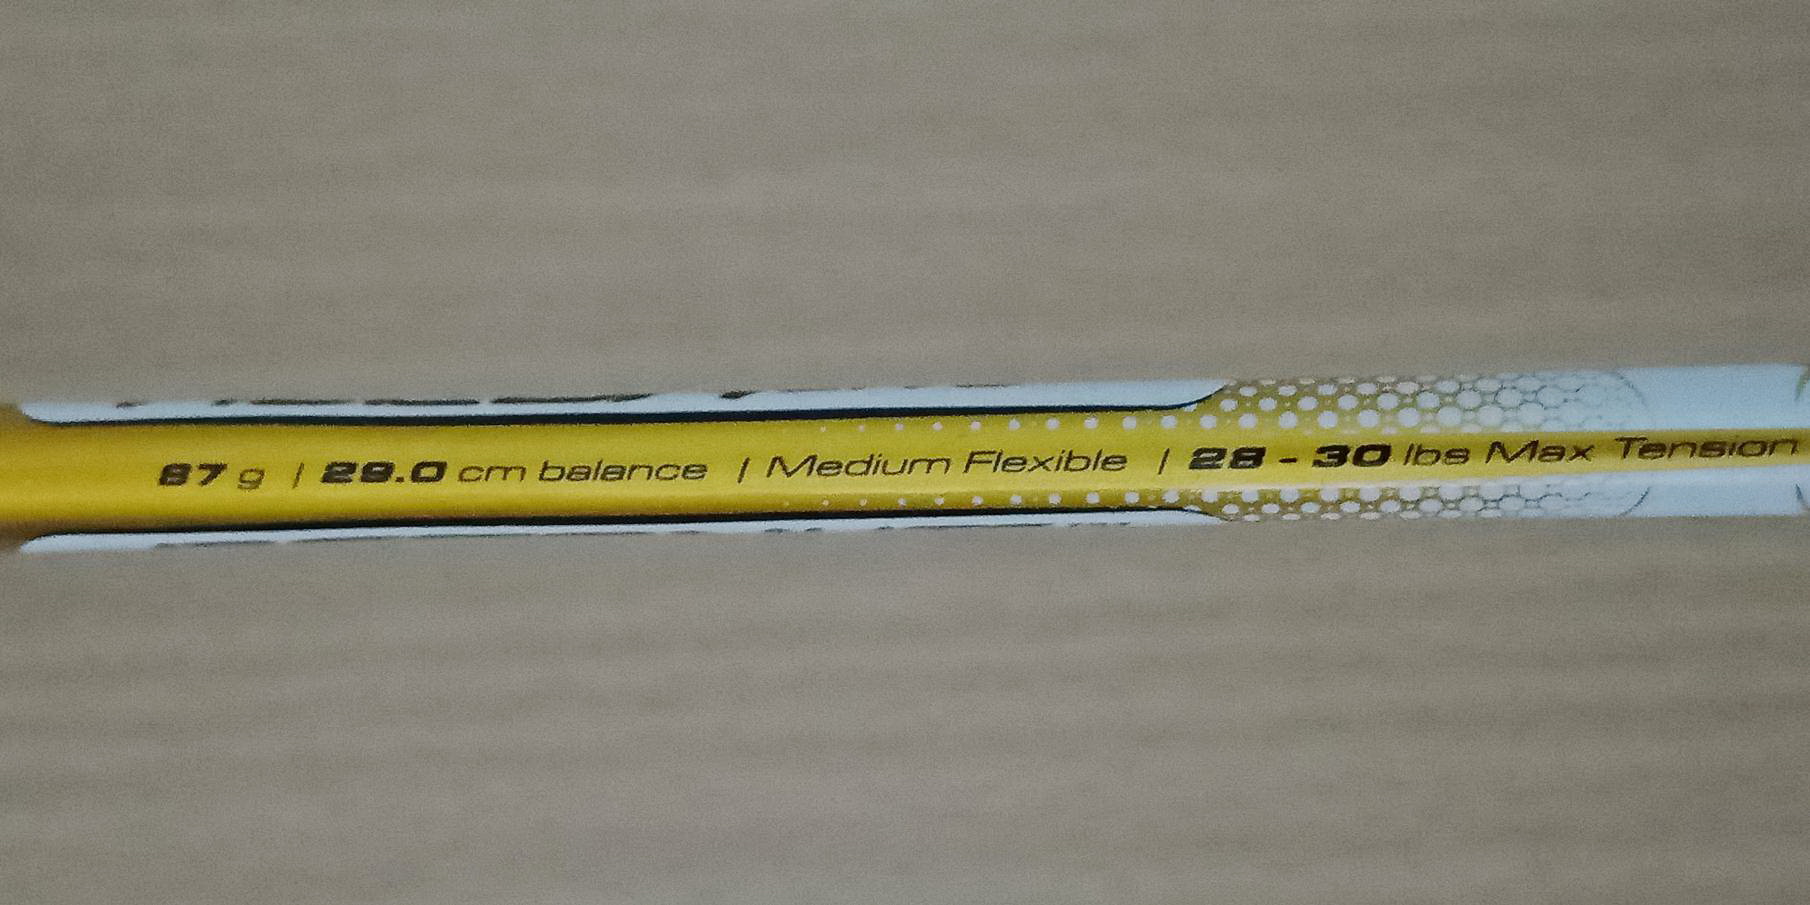 87 g | 29.0 cm balance | Medium Flexible | 28 - 30 lbs Max Tension